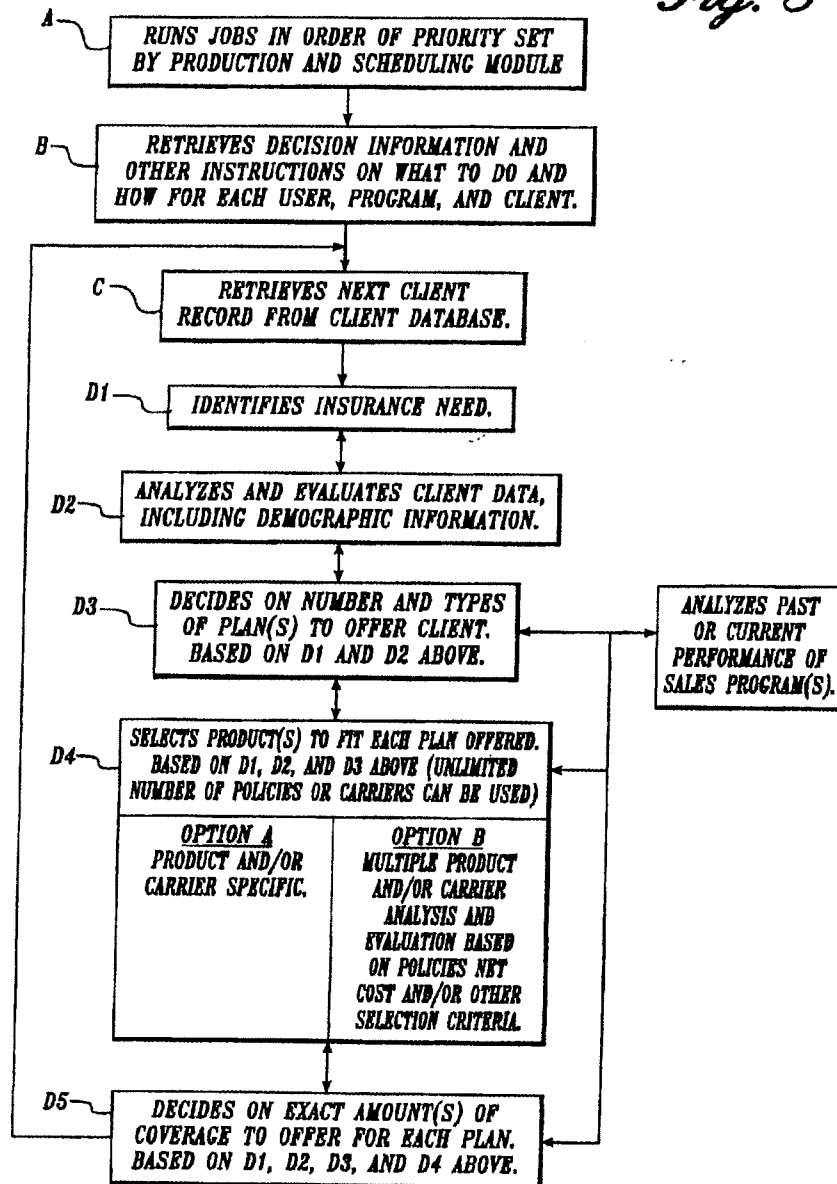 Fig.
A
RUNS JOBS IN ORDER OF PRIORITY SET
BY PRODUCTION AND SCHEDULING MODULE
B
RETRIEVES DECISION INFORMATION AND
OTHER INSTRUCTIONS ON WHAT TO DO AND
HOW FOR EACH USER, PROGRAM, AND CLIENT.
C
RETRIEVES NEXT CLIENT
RECORD FROM CLIENT DATABASE.
D1
IDENTIFIES INSURANCE NEED.
D2
ANALYZES AND EVALUATES CLIENT DATA,
INCLUDING DEMOGRAPHIC INFORMATION.
D3
DECIDES ON NUMBER AND TYPES
OF PLAN(S) TO OFFER CLIENT.
BASED ON D1 AND D2 ABOVE.
ANALYZES PAST
OR CURRENT
PERFORMANCE OF
SALES PROGRAM(S).
D4
SELECTS PRODUCT(S) TO FIT EACH PLAN OFFERED.
BASED ON D1, D2, AND D3 ABOVE (UNLIMITED
NUMBER OF POLICIES OR CARRIERS CAN BE USED)
OPTION A
PRODUCT AND/OR
CARRIER SPECIFIC.
OPTION B
MULTIPLE PRODUCT
AND/OR CARRIER
ANALYSIS AND
EVALUATION BASED
ON POLICIES NET
COST AND/OR OTHER
SELECTION CRITERIA.
D5
DECIDES ON EXACT AMOUNT(S) OF
COVERAGE TO OFFER FOR EACH PLAN.
BASED ON D1, D2, D3, AND D4 ABOVE.